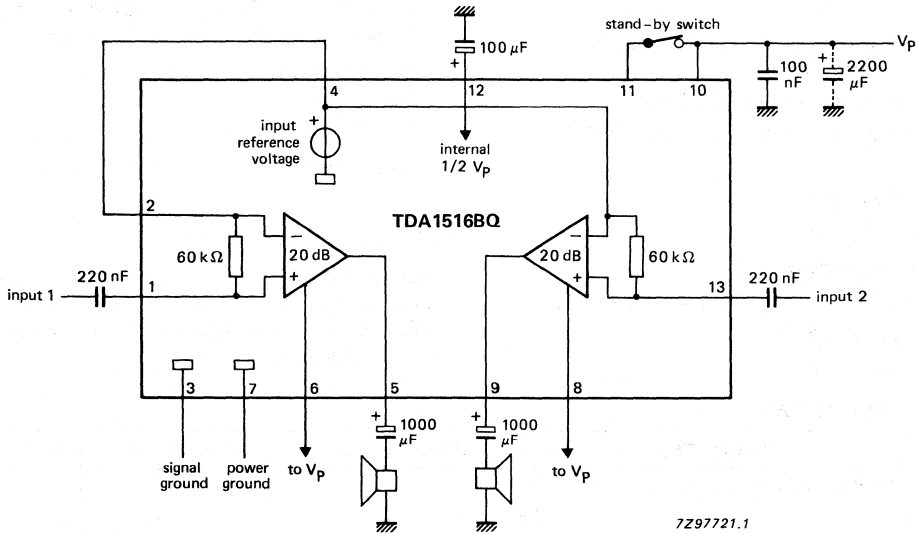 stand-by switch
V_P
100 μF
+
100
nF
+
2200
μF
4
12
11
10
+
input
reference
voltage
internal
1/2 V_P
TDA1516BQ
2
60 kΩ
−
20 dB
+
−
20 dB
+
60 kΩ
220 nF
input 1
1
13
220 nF
input 2
3
7
6
5
9
8
+
1000
μF
+
1000
μF
signal
ground
power
ground
to V_P
to V_P
7Z97721.1